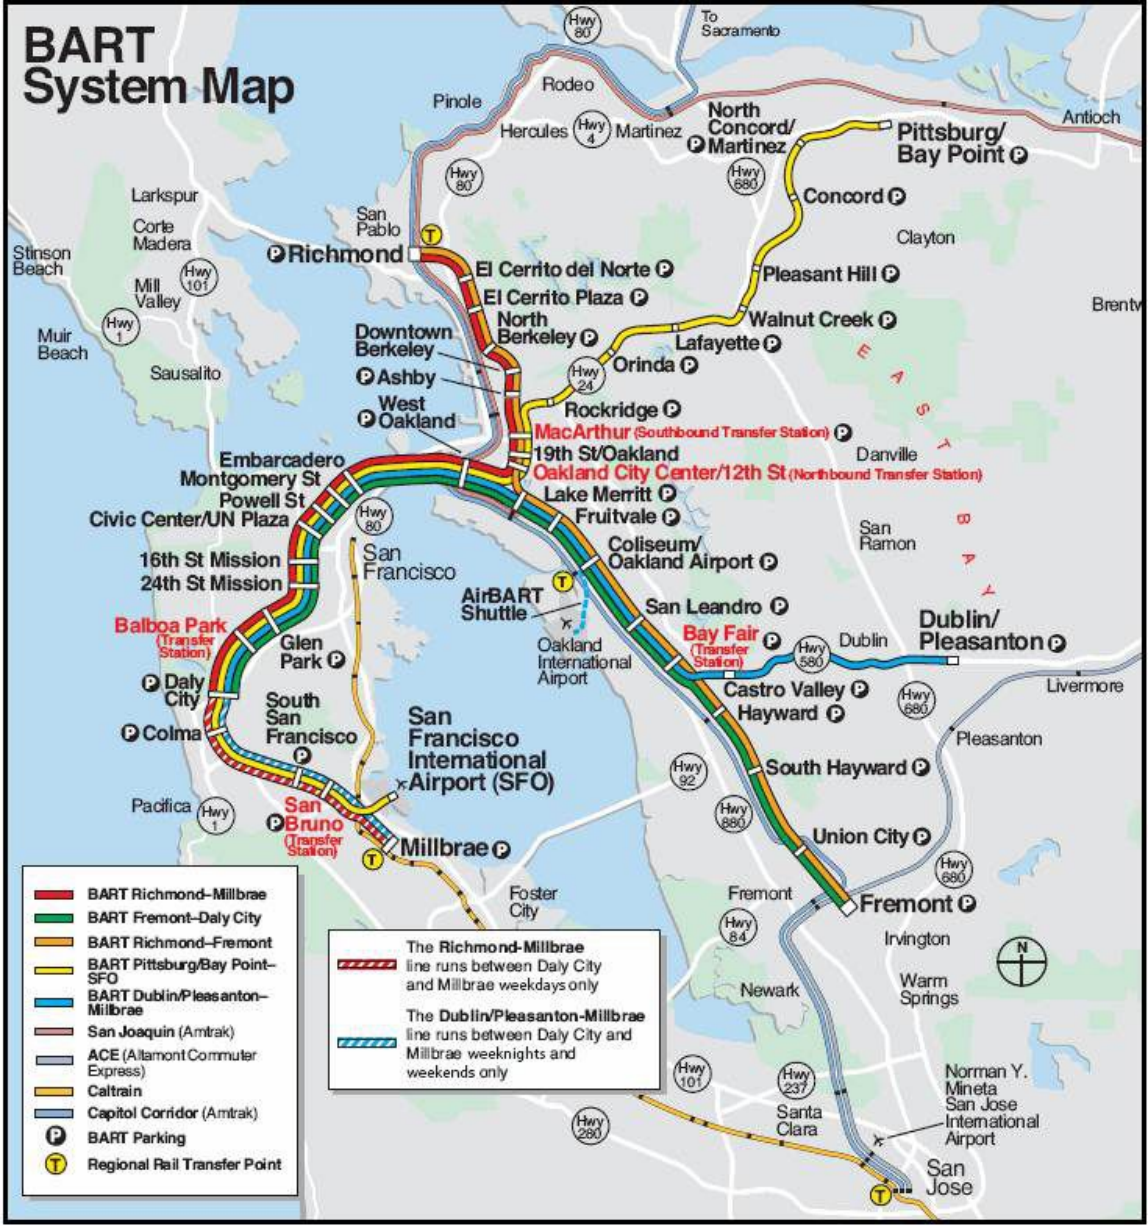 BART
System Map
Hwy
80
To
Sacramento
Rodeo
Pinole
Hercules
Hwy
4
Martinez
North
Concord/
Martinez
P
Antioch
Pittsburg/
Bay Point P
Hwy
80
Hwy
680
Larkspur
Concord P
San
Pablo
T
Corte
Madera
Clayton
Stinson
Beach
P Richmond
Hwy
101
El Cerrito del Norte P
Pleasant Hill P
Mill
Valley
El Cerrito Plaza P
Brentw
Hwy
1
North
Berkeley P
Walnut Creek P
Muir
Beach
Downtown
Berkeley
Lafayette P
EAST BAY
Sausalito
Orinda P
P Ashby
Hwy
24
West
P Oakland
Rockridge P
MacArthur (Southbound Transfer Station) P
19th St/Oakland
Danville
Embarcadero
Oakland City Center/12th St (Northbound Transfer Station)
Montgomery St
Powell St
Lake Merritt P
Civic Center/UN Plaza
Hwy
80
Fruitvale P
San
Ramon
16th St Mission
San
Francisco
Coliseum/
Oakland Airport P
24th St Mission
T
AirBART
Shuttle
San Leandro P
Balboa Park
(Transfer
Station)
Bay Fair P
(Transfer
Station)
Dublin/
Pleasanton P
Glen
Park P
Oakland
International
Airport
Hwy
580
Dublin
P Daly
City
Castro Valley P
Livermore
South
San
Francisco
P
Hwy
680
P Colma
San
Francisco
International
Airport (SFO)
Hayward P
Pleasanton
South Hayward P
Hwy
92
Pacifica
Hwy
1
P San
Bruno
(Transfer
Station)
Hwy
880
Union City P
Millbrae P
T
Hwy
680
Foster
City
Fremont
Fremont P
Hwy
84
Irvington
N
Warm
Springs
Newark
BART Richmond–Millbrae
BART Fremont–Daly City
BART Richmond–Fremont
BART Pittsburg/Bay Point–
SFO
BART Dublin/Pleasanton–
Millbrae
San Joaquin (Amtrak)
ACE (Altamont Commuter
Express)
Caltrain
Capitol Corridor (Amtrak)
P BART Parking
T Regional Rail Transfer Point
The Richmond-Millbrae
line runs between Daly City
and Millbrae weekdays only
The Dublin/Pleasanton-Millbrae
line runs between Daly City and
Millbrae weeknights and
weekends only
Hwy
101
Hwy
237
Norman Y.
Mineta
San Jose
International
Airport
Santa
Clara
Hwy
280
San
Jose
T